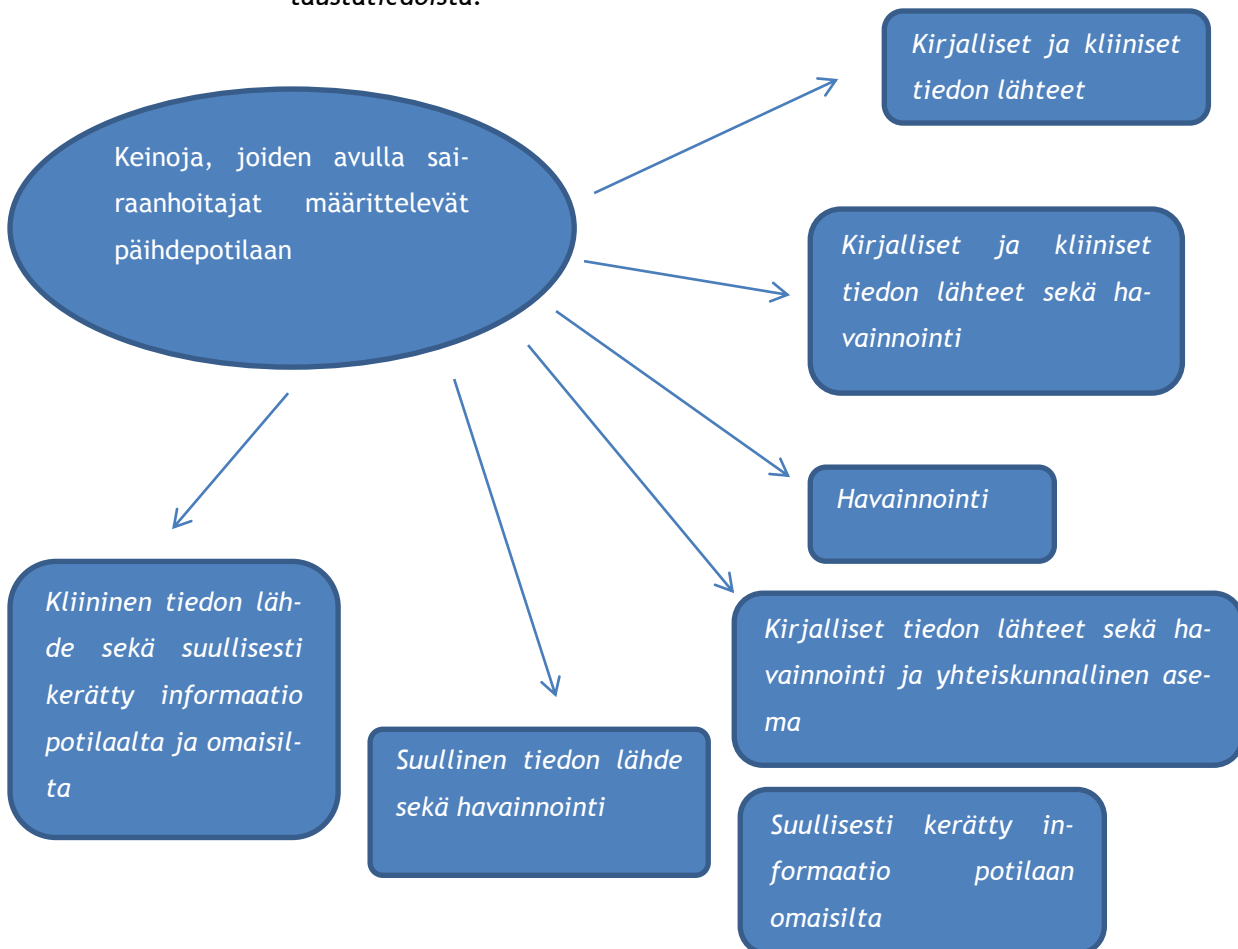 taustatiedoista.
Kirjalliset ja kliiniset
tiedon lähteet
Keinoja, joiden avulla sai-
raanhoitajat määrittelevät
päihdepotilaan
Kirjalliset ja kliiniset
tiedon lähteet sekä ha-
vainnointi
Havainnointi
Kliininen tiedon läh-
de sekä suullisesti
kerätty informaatio
potilaalta ja omaisil-
ta
Kirjalliset tiedon lähteet sekä ha-
vainnointi ja yhteiskunnallinen ase-
ma
Suullinen tiedon lähde
sekä havainnointi
Suullisesti kerätty in-
formaatio potilaan
omaisilta